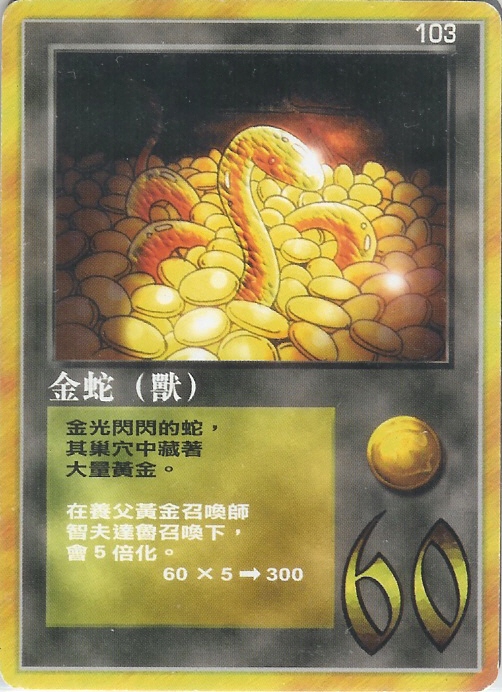 103
金蛇（獸）
金光閃閃的蛇，
其巢穴中藏著
大量黃金。
在養父黃金召喚師
智夫達魯召喚下，
會5倍化。
60 × 5 ➡ 300
60